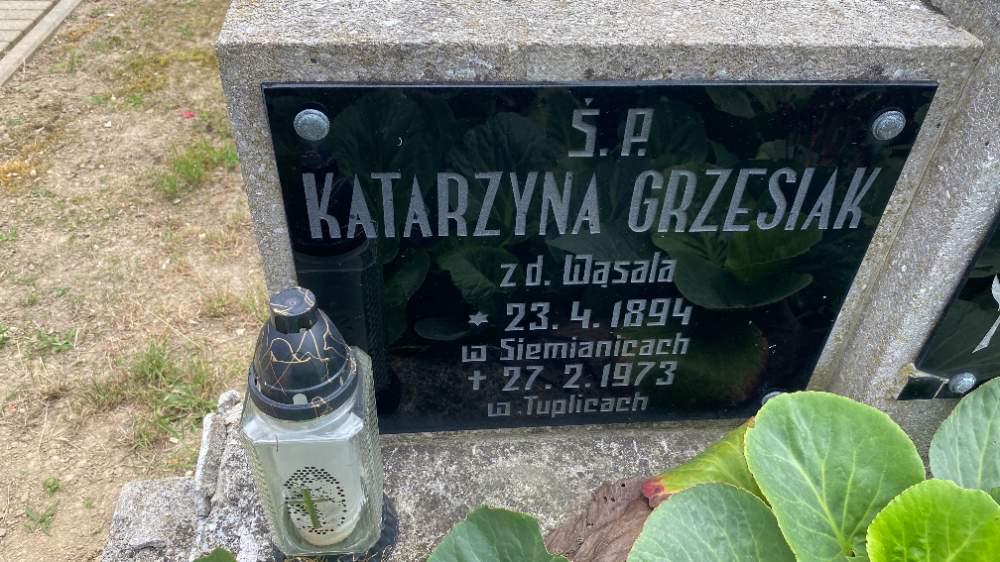 Ś. P.
KATARZYNA GRZESIAK
z d. Wąsala
* 23. 4. 1894
w Siemianicach
+ 27. 2. 1973
w Tuplicach